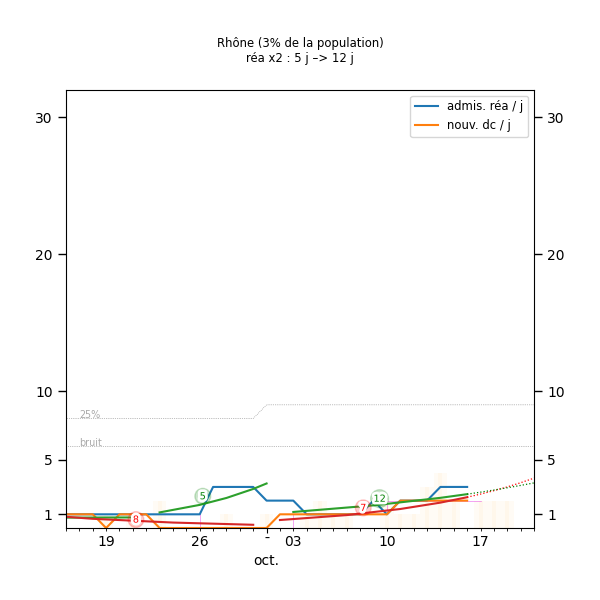 Rhône (3% de la population)
réa x2 : 5 j –> 12 j
admis. réa / j
nouv. dc / j
30 30
20 20
10 10
25%
bruit
5 5
5 12
8 7
1 1
19 26 - 03 10 17
oct.